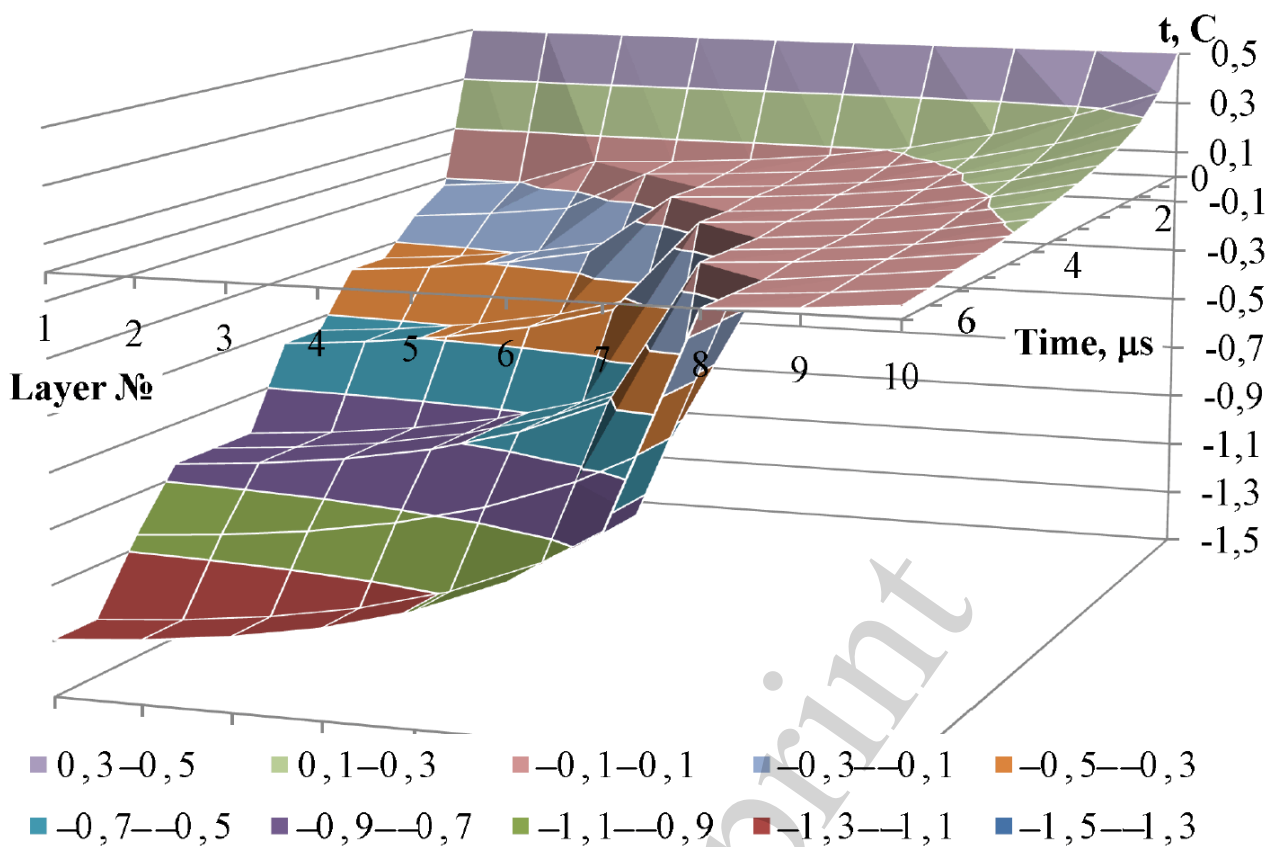 t, C
0,5
0,3
0,1
0
-0,1
2
-0,3
4
-0,5
6
1 2 3 4 5 6 7 8 9 10
Time, μs
-0,7
Layer №
-0,9
-1,1
-1,3
-1,5
0,3–0,5 0,1–0,3 –0,1–0,1 –0,3-–0,1 –0,5-–0,3
–0,7-–0,5 –0,9-–0,7 –1,1-–0,9 –1,3-–1,1 –1,5-–1,3
print